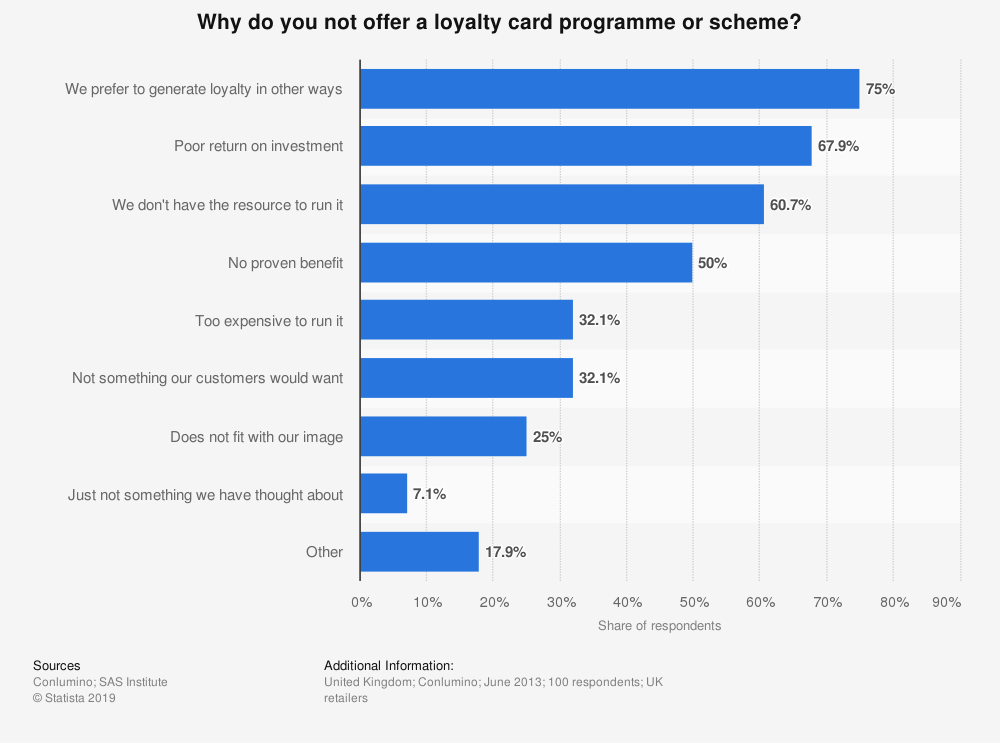 Why do you not offer a loyalty card programme or scheme?
We prefer to generate loyalty in other ways
75%
Poor return on investment
67.9%
We don't have the resource to run it
60.7%
No proven benefit
50%
Too expensive to run it
32.1%
Not something our customers would want
32.1%
Does not fit with our image
25%
Just not something we have thought about
7.1%
Other
17.9%
0% 10% 20% 30% 40% 50% 60% 70% 80% 90%
Share of respondents
Sources
Conlumino; SAS Institute
© Statista 2019
Additional Information:
United Kingdom; Conlumino; June 2013; 100 respondents; UK
retailers